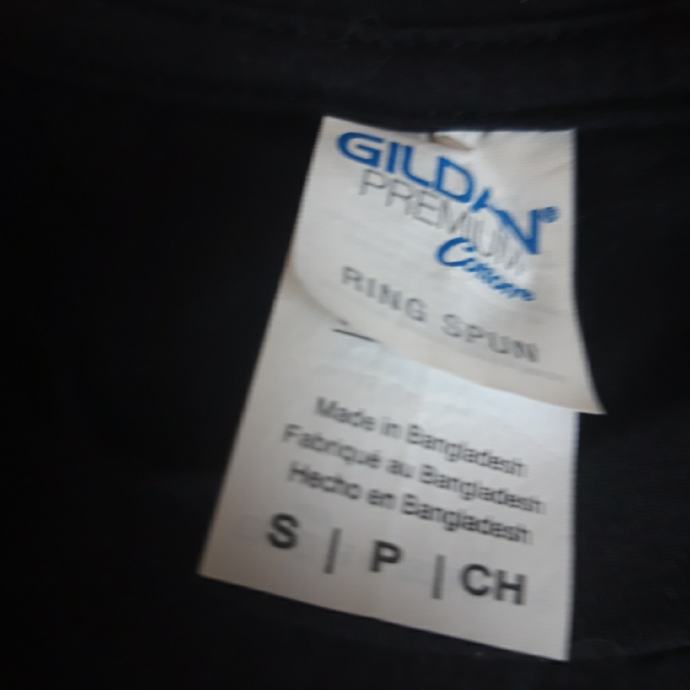 GILDAN®
PREMIUM
Cotton
RING SPUN
Made in Bangladesh
Fabriqué au Bangladesh
Hecho en Bangladesh
S | P | CH